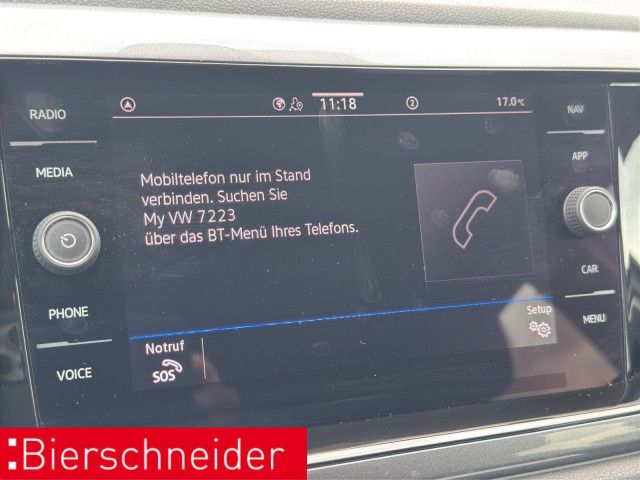 RADIO
MEDIA
PHONE
VOICE
11:18
2
17.0°C
Mobiltelefon nur im Stand
verbinden. Suchen Sie
My VW 7223
über das BT-Menü Ihres Telefons.
Notruf
SOS
Setup
NAV
APP
CAR
MENU
Bierschneider